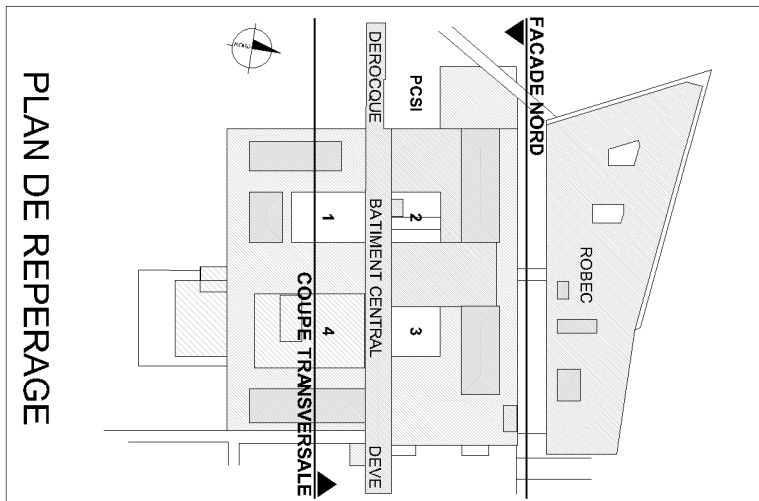 FACADE NORD
ROBEC
DEROCQUE
PCSI
BATIMENT CENTRAL
DEVE
1
2
3
4
COUPE TRANSVERSALE
NORD
PLAN DE REPERAGE